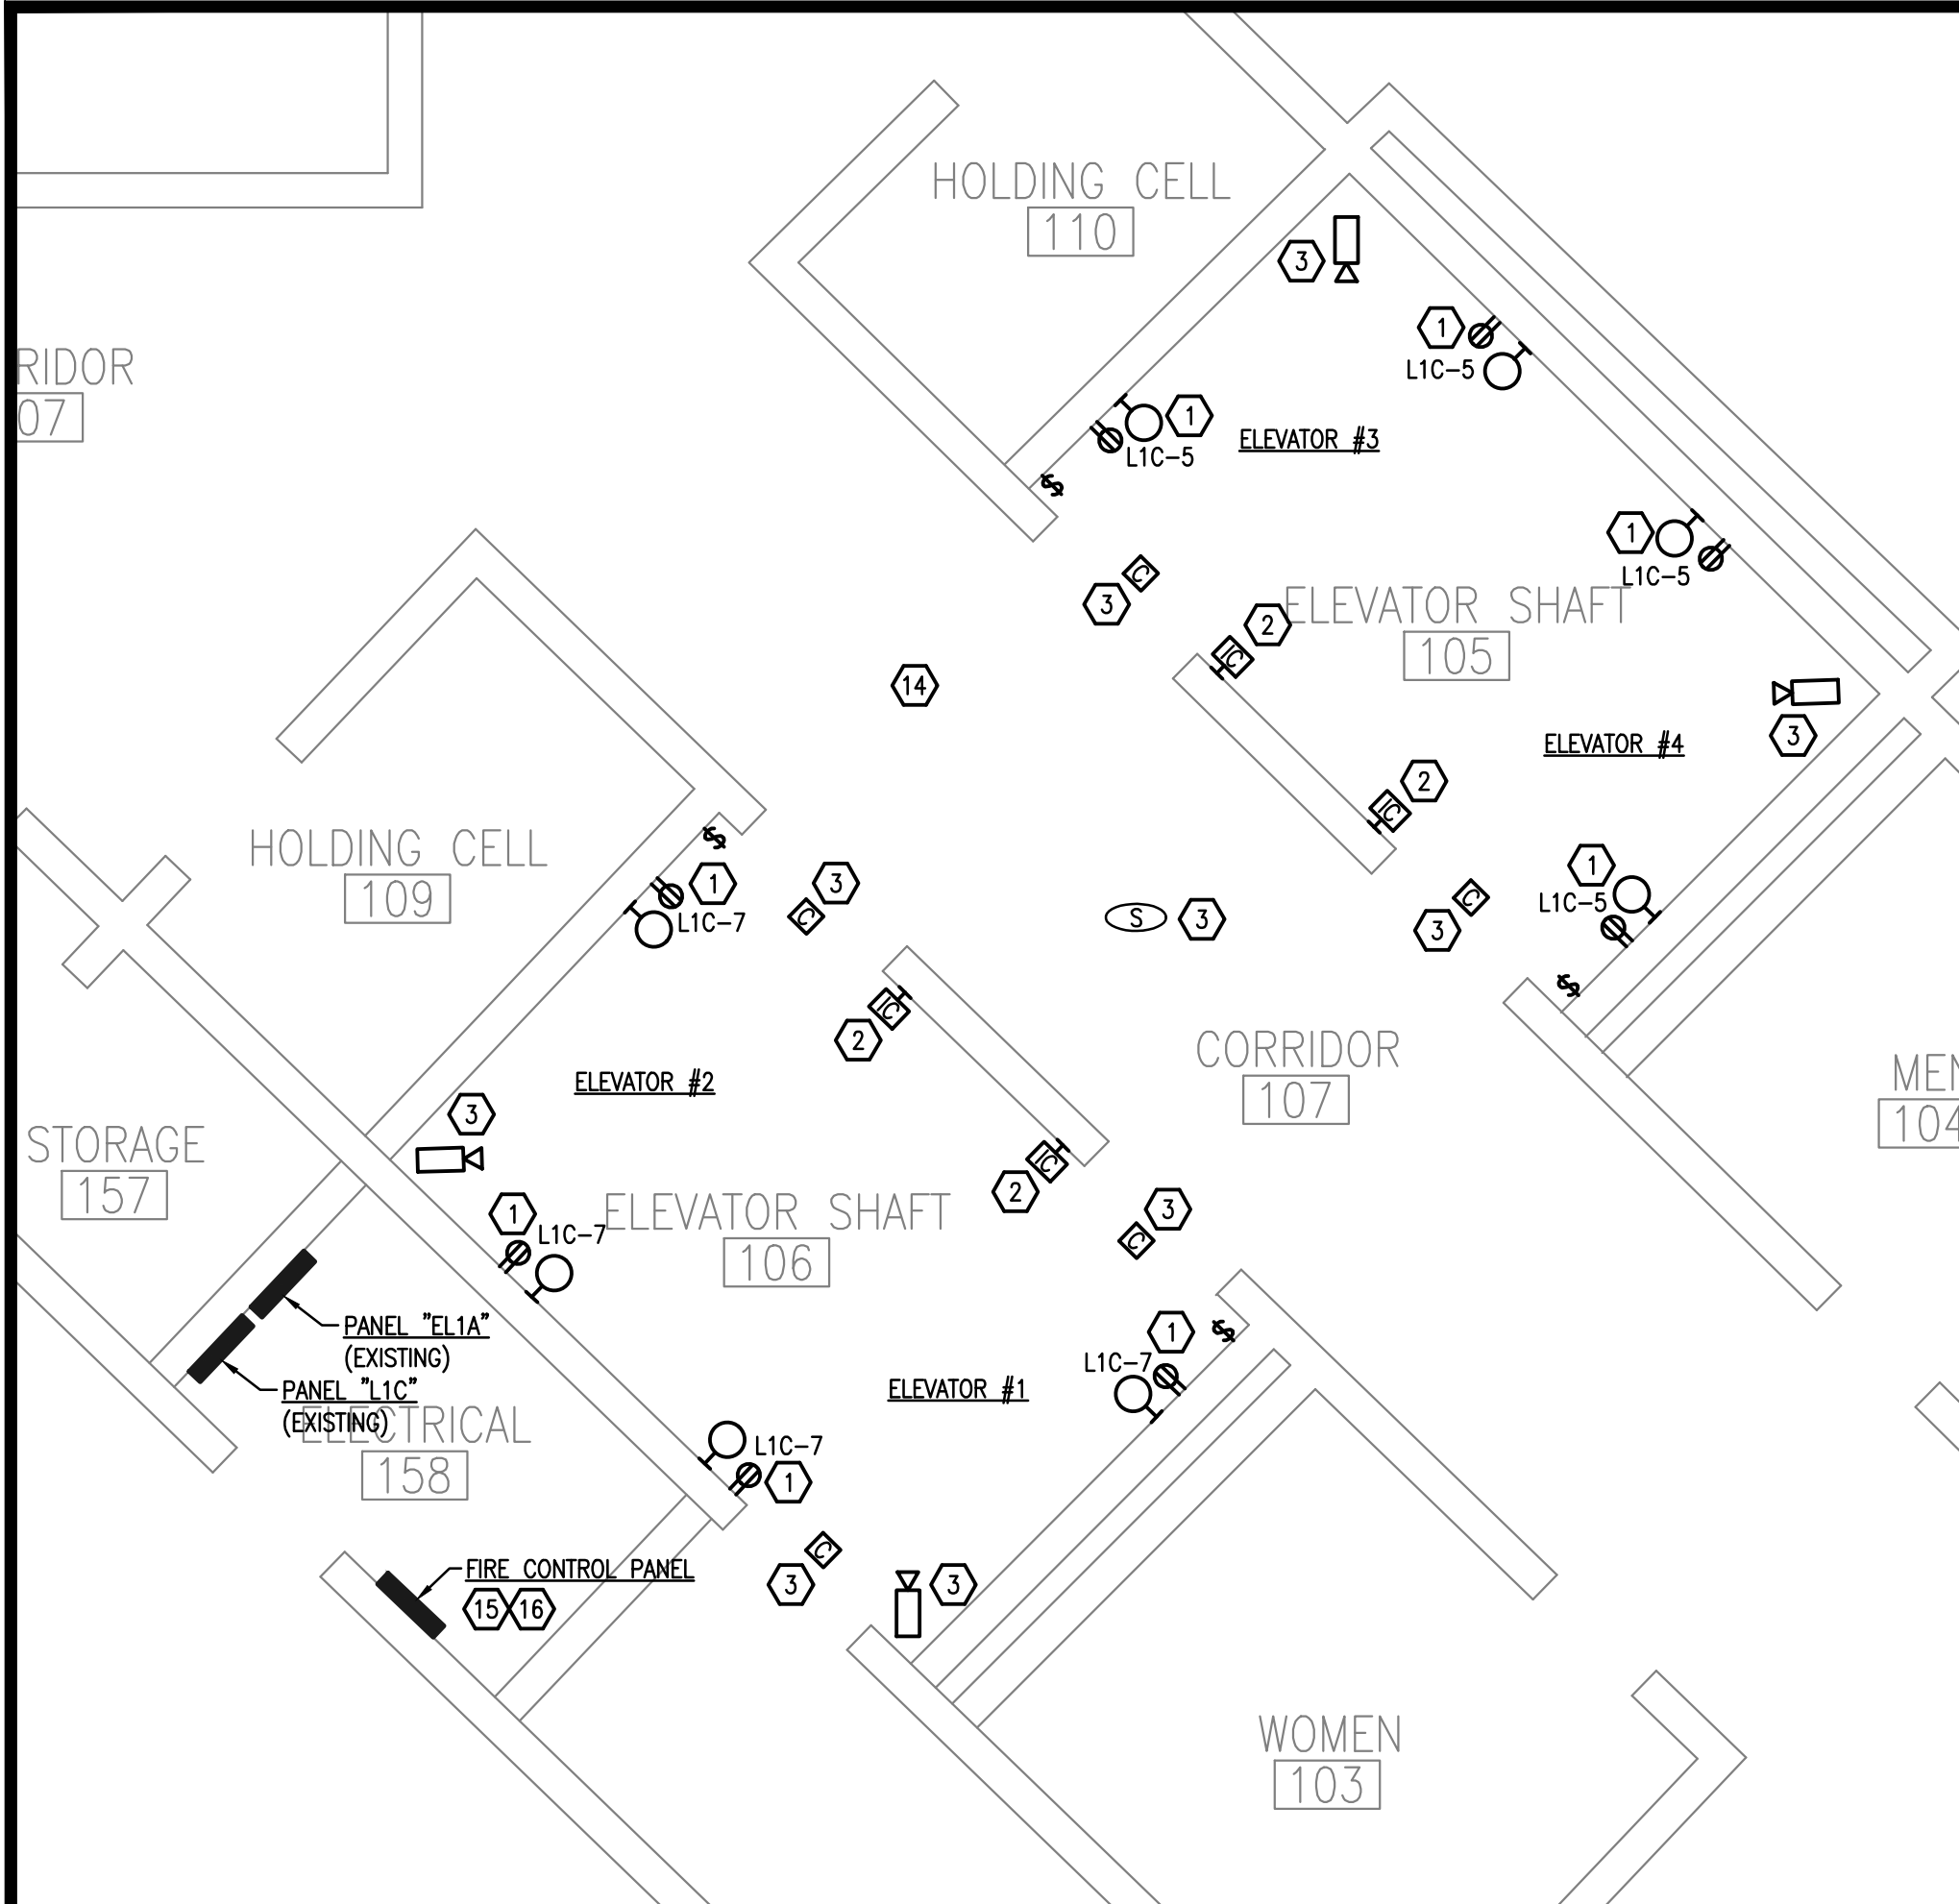 HOLDING CELL
110
3
1
L1C-5
RIDOR
07
1
L1C-5
ELEVATOR #3
$
1
L1C-5
C
3
2
IC
ELEVATOR SHAFT
105
14
3
ELEVATOR #4
2
IC
HOLDING CELL
109
$
1
L1C-7
3
C
S
3
1
L1C-5
C
3
$
IC
2
CORRIDOR
107
MEN
104
ELEVATOR #2
3
STORAGE
157
IC
2
1
L1C-7
ELEVATOR SHAFT
106
3
C
PANEL "EL1A"
(EXISTING)
PANEL "L1C"
(EXISTING)
1
$
L1C-7
ELEVATOR #1
ELECTRICAL
158
L1C-7
1
C
3
3
FIRE CONTROL PANEL
15
16
WOMEN
103